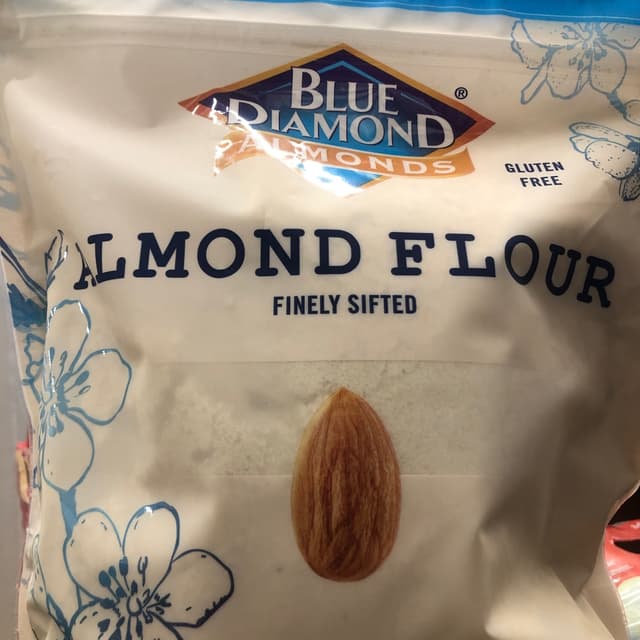 BLUE
DIAMOND
ALMONDS
®
GLUTEN
FREE
ALMOND FLOUR
FINELY SIFTED